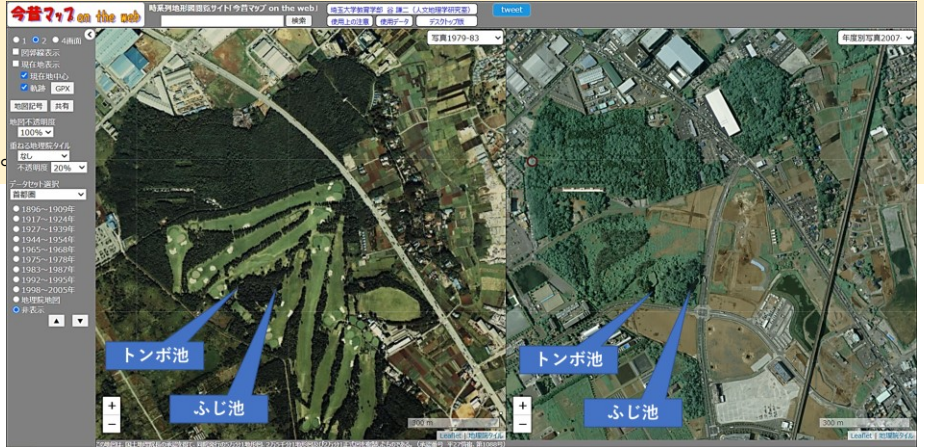 今昔マップ on the web
時系列地形図閲覧サイト「今昔マップ on the web」
検索
埼玉大学教育学部 谷 謙二（人文地理学研究室）
使用上の注意 使用データ デスクトップ版
tweet
1 2 4画面
図郭線表示
現在地表示
現在地中心
軌跡 GPX
地図記号 共有
地図不透明度
100%
重ねる地理院タイル
なし
不透明度 20%
データセット選択
首都圏
1896～1909年
1917～1924年
1927～1939年
1944～1954年
1965～1968年
1975～1978年
1983～1987年
1992～1995年
1998～2005年
地理院地図
非表示
▲ ▼
写真1979-83
トンボ池
ふじ池
+
−
300 m
Leaflet | 地理院タイル
年度別写真2007-
トンボ池
ふじ池
+
−
300 m
Leaflet | 地理院タイル